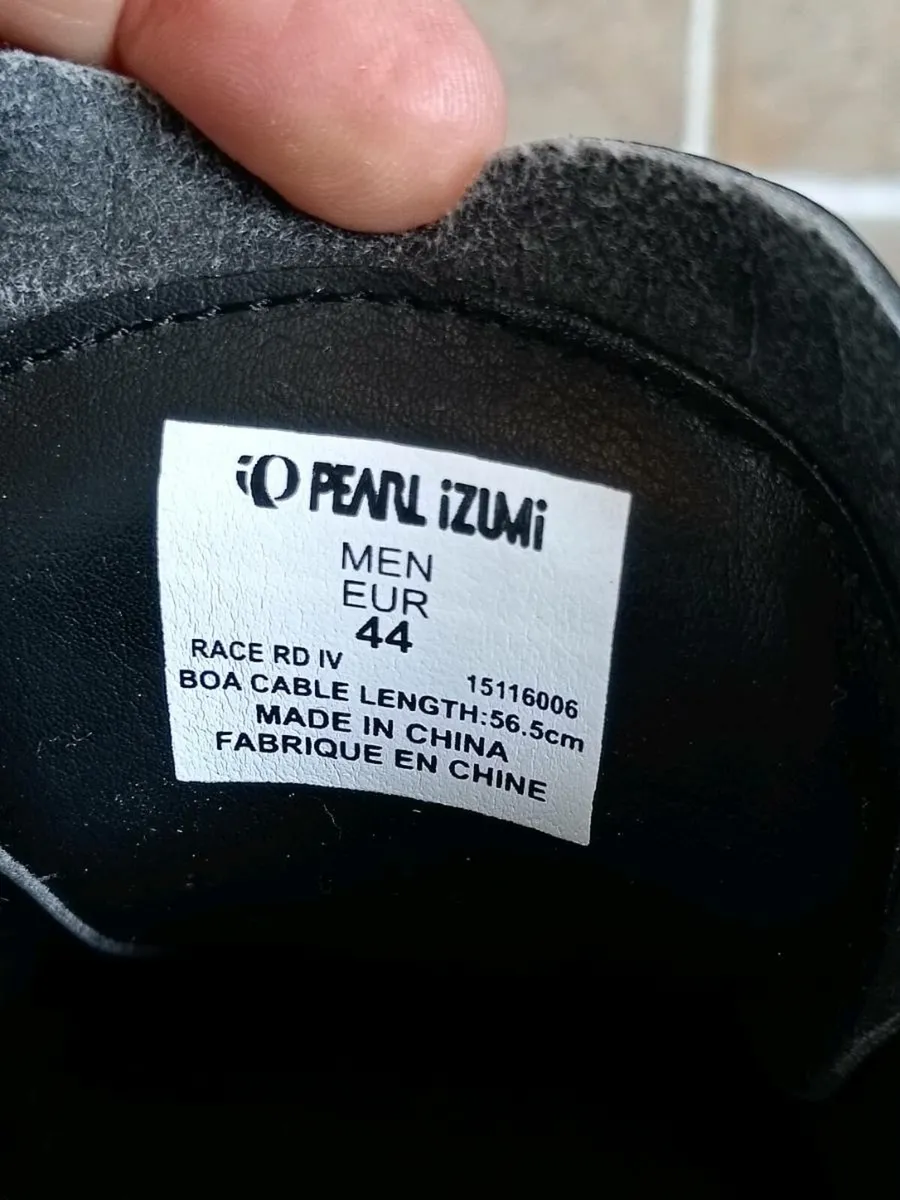 iO PEARL iZUMi
MEN
EUR
44
RACE RD IV 15116006
BOA CABLE LENGTH:56.5cm
MADE IN CHINA
FABRIQUE EN CHINE